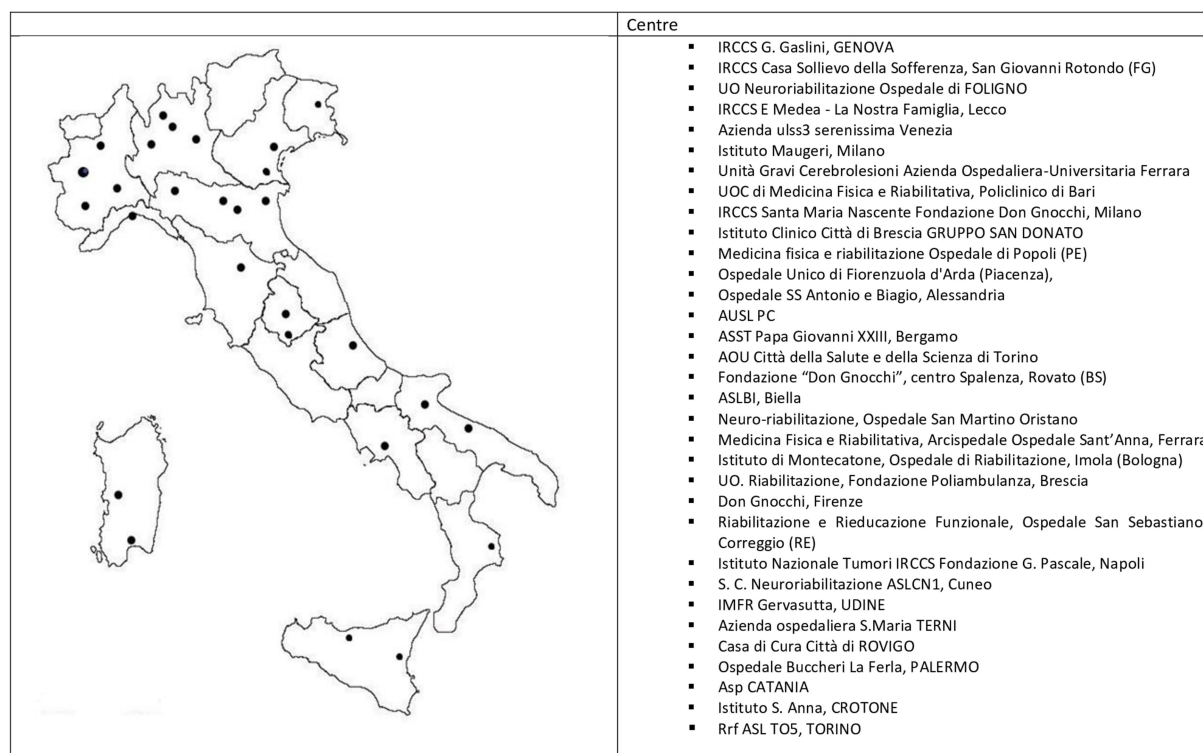 Centre
▪ IRCCS G. Gaslini, GENOVA
▪ IRCCS Casa Sollievo della Sofferenza, San Giovanni Rotondo (FG)
▪ UO Neuroriabilitazione Ospedale di FOLIGNO
▪ IRCCS E Medea - La Nostra Famiglia, Lecco
▪ Azienda ulss3 serenissima Venezia
▪ Istituto Maugeri, Milano
▪ Unità Gravi Cerebrolesioni Azienda Ospedaliera-Universitaria Ferrara
▪ UOC di Medicina Fisica e Riabilitativa, Policlinico di Bari
▪ IRCCS Santa Maria Nascente Fondazione Don Gnocchi, Milano
▪ Istituto Clinico Città di Brescia GRUPPO SAN DONATO
▪ Medicina fisica e riabilitazione Ospedale di Popoli (PE)
▪ Ospedale Unico di Fiorenzuola d'Arda (Piacenza),
▪ Ospedale SS Antonio e Biagio, Alessandria
▪ AUSL PC
▪ ASST Papa Giovanni XXIII, Bergamo
▪ AOU Città della Salute e della Scienza di Torino
▪ Fondazione “Don Gnocchi”, centro Spalenza, Rovato (BS)
▪ ASLBI, Biella
▪ Neuro-riabilitazione, Ospedale San Martino Oristano
▪ Medicina Fisica e Riabilitativa, Arcispedale Ospedale Sant’Anna, Ferrara
▪ Istituto di Montecatone, Ospedale di Riabilitazione, Imola (Bologna)
▪ UO. Riabilitazione, Fondazione Poliambulanza, Brescia
▪ Don Gnocchi, Firenze
▪ Riabilitazione e Rieducazione Funzionale, Ospedale San Sebastiano
Correggio (RE)
▪ Istituto Nazionale Tumori IRCCS Fondazione G. Pascale, Napoli
▪ S. C. Neuroriabilitazione ASLCN1, Cuneo
▪ IMFR Gervasutta, UDINE
▪ Azienda ospedaliera S.Maria TERNI
▪ Casa di Cura Città di ROVIGO
▪ Ospedale Buccheri La Ferla, PALERMO
▪ Asp CATANIA
▪ Istituto S. Anna, CROTONE
▪ Rrf ASL TO5, TORINO